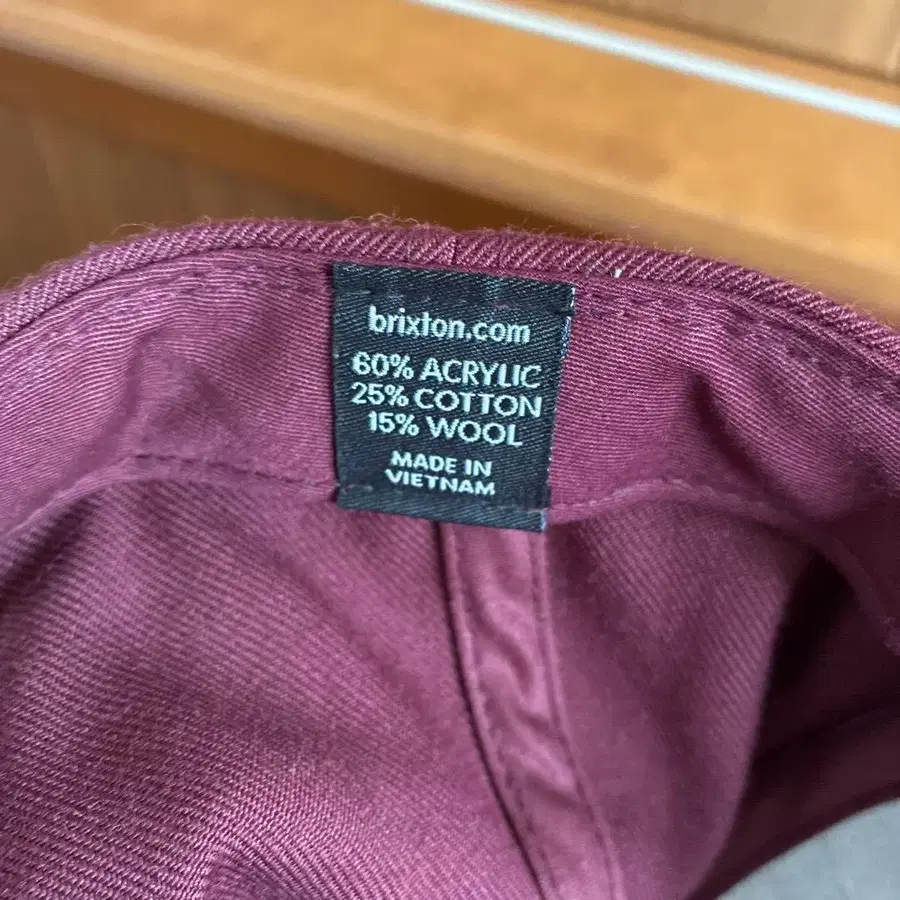 brixton.com
60% ACRYLIC
25% COTTON
15% WOOL
MADE IN
VIETNAM